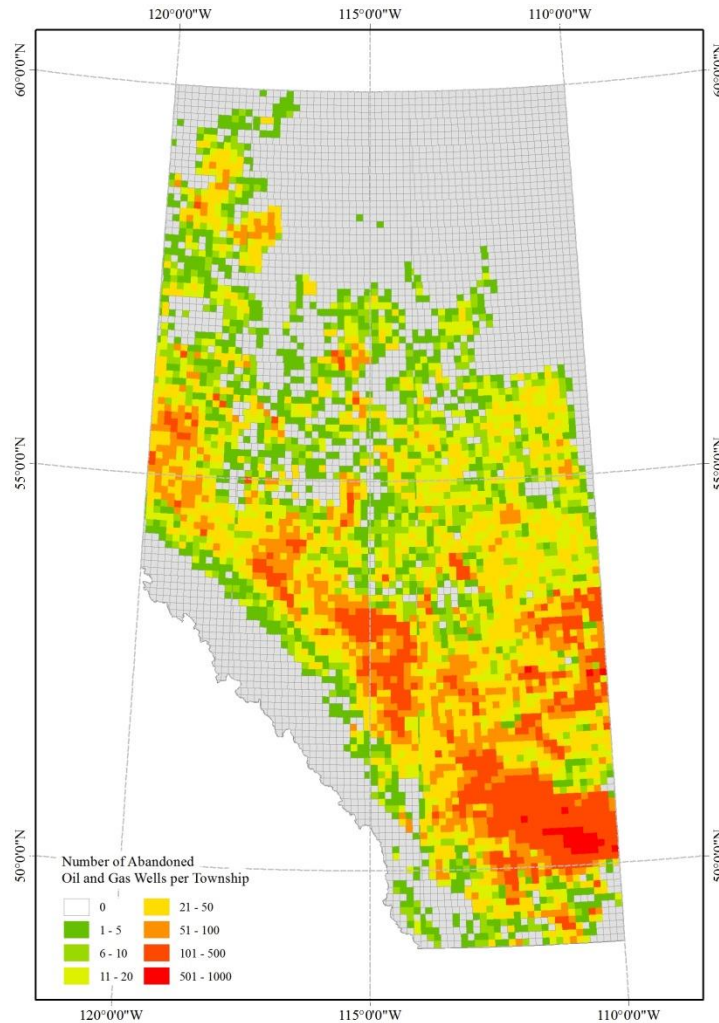 120°0'0"W 115°0'0"W 110°0'0"W
60°0'0"N 60°0'0"N
55°0'0"N 55°0'0"N
50°0'0"N 50°0'0"N
Number of Abandoned
Oil and Gas Wells per Township
0 21 - 50
1 - 5 51 - 100
6 - 10 101 - 500
11 - 20 501 - 1000
120°0'0"W 115°0'0"W 110°0'0"W